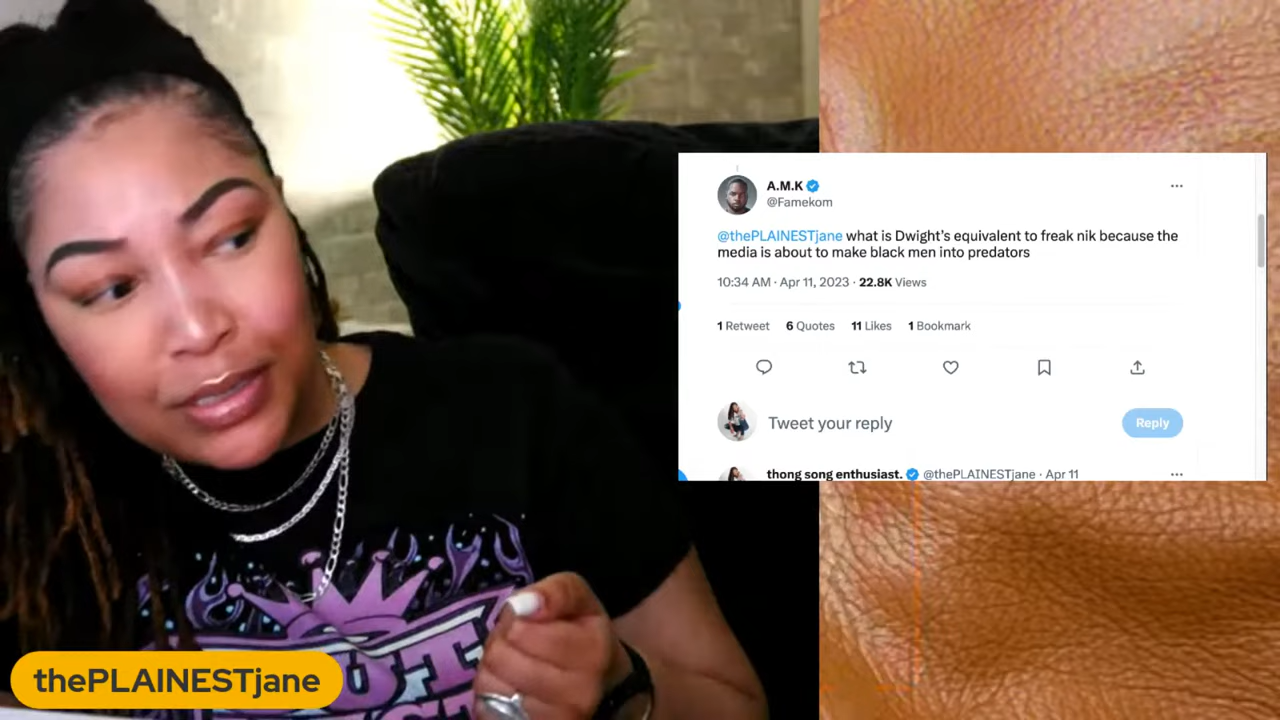 A.M.K
@Famekom
@thePLAINESTjane what is Dwight's equivalent to freak nik because the
media is about to make black men into predators
10:34 AM · Apr 11, 2023 · 22.8K Views
1 Retweet 6 Quotes 11 Likes 1 Bookmark
Tweet your reply
Reply
thong song enthusiast. @thePLAINESTjane · Apr 11
thePLAINESTjane